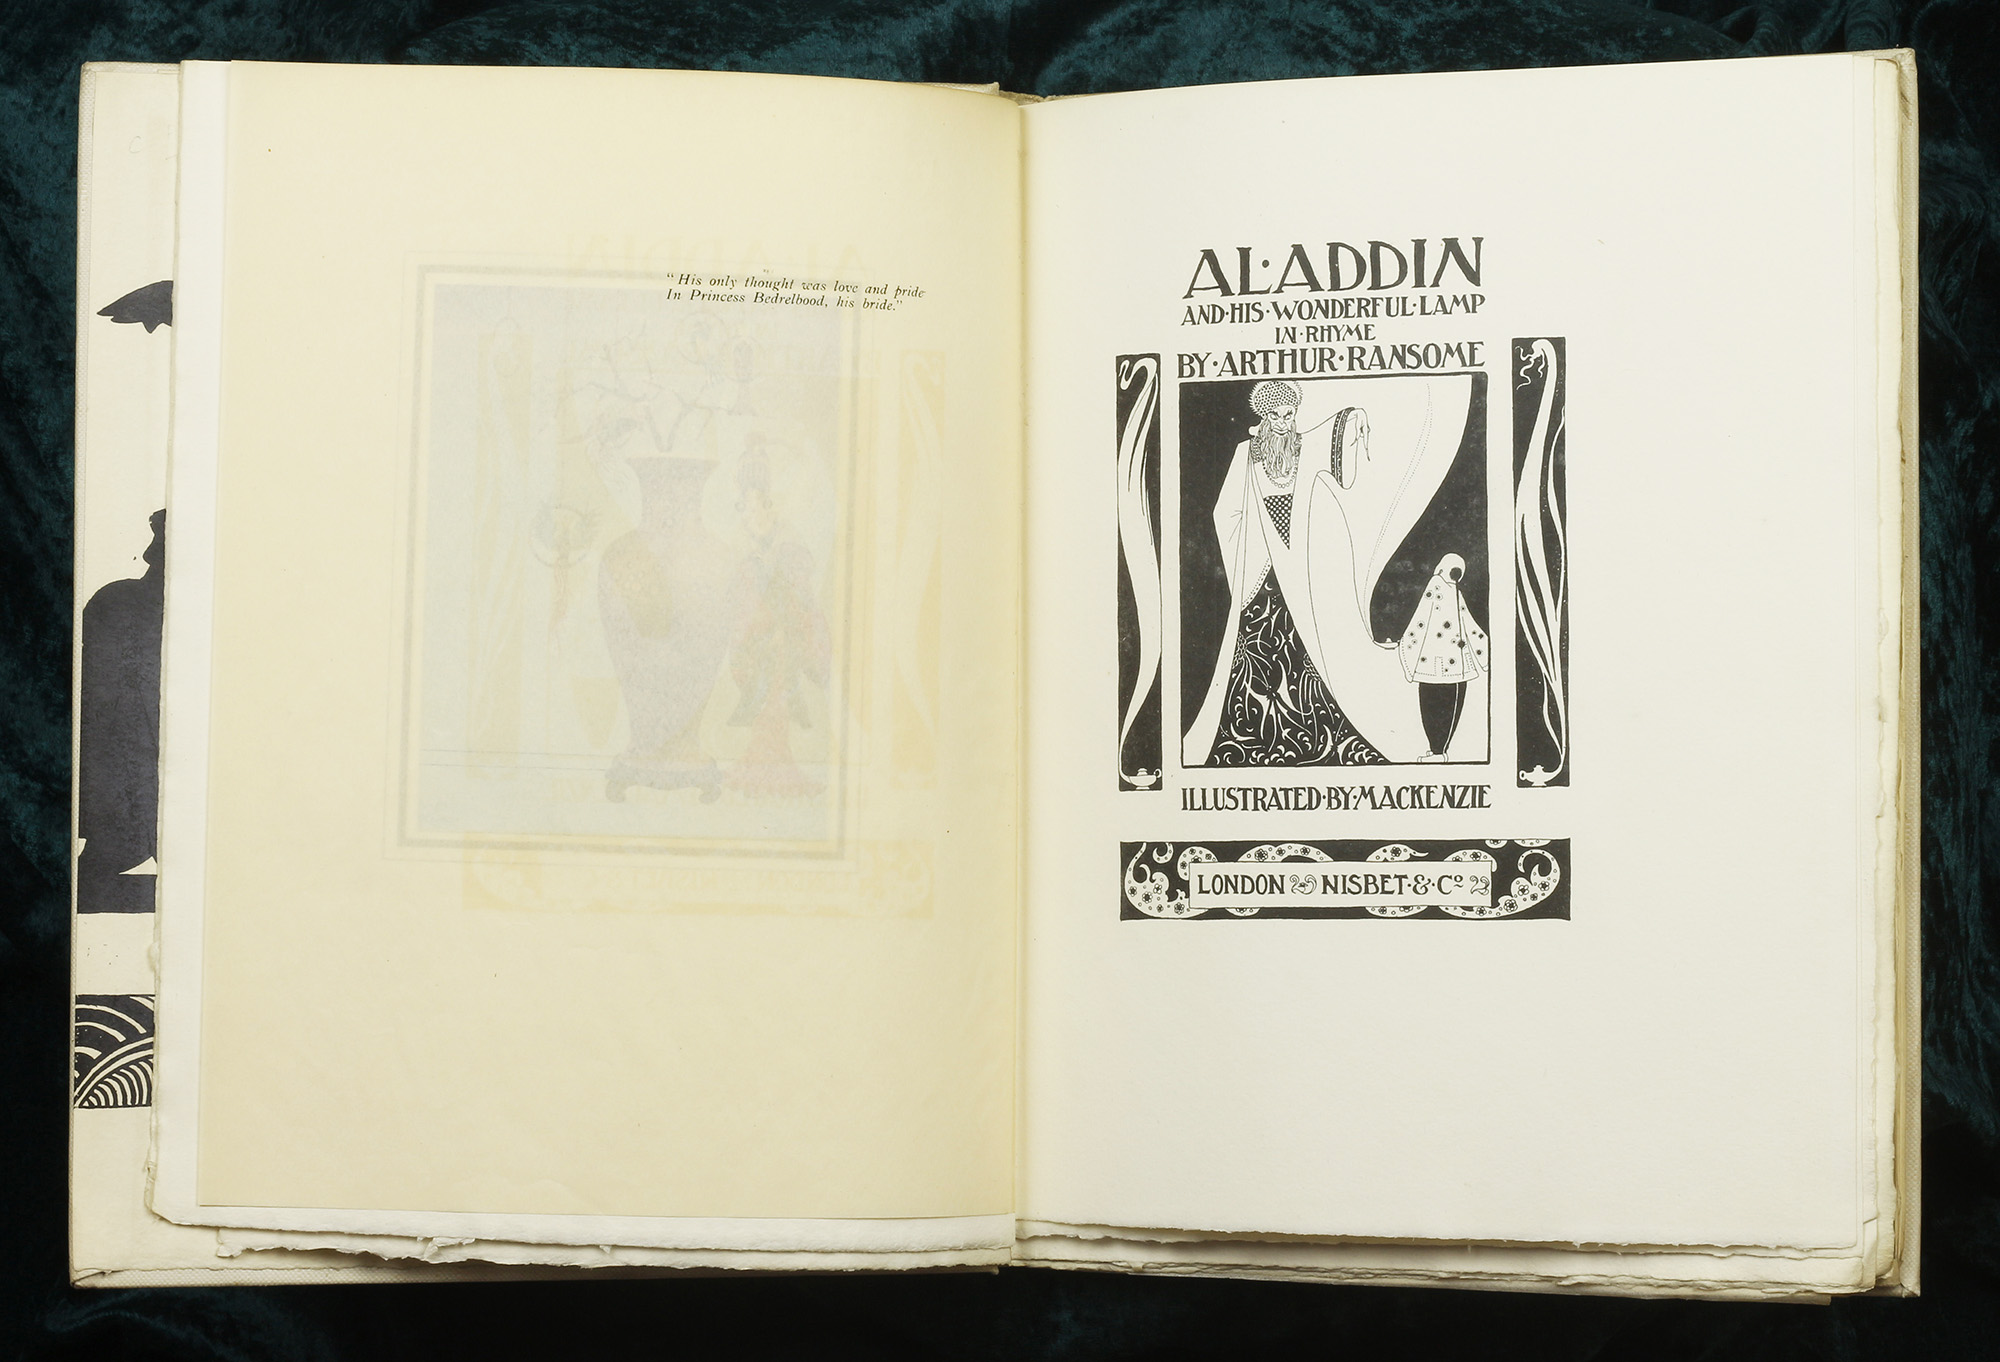 "His only thought was love and pride
In Princess Bedrelbood, his bride."
AL·ADDIN
AND·HIS·WONDERFUL·LAMP
IN·RHYME
BY·ARTHUR·RANSOME
ILLUSTRATED·BY·MACKENZIE
LONDON NISBET·&·Co